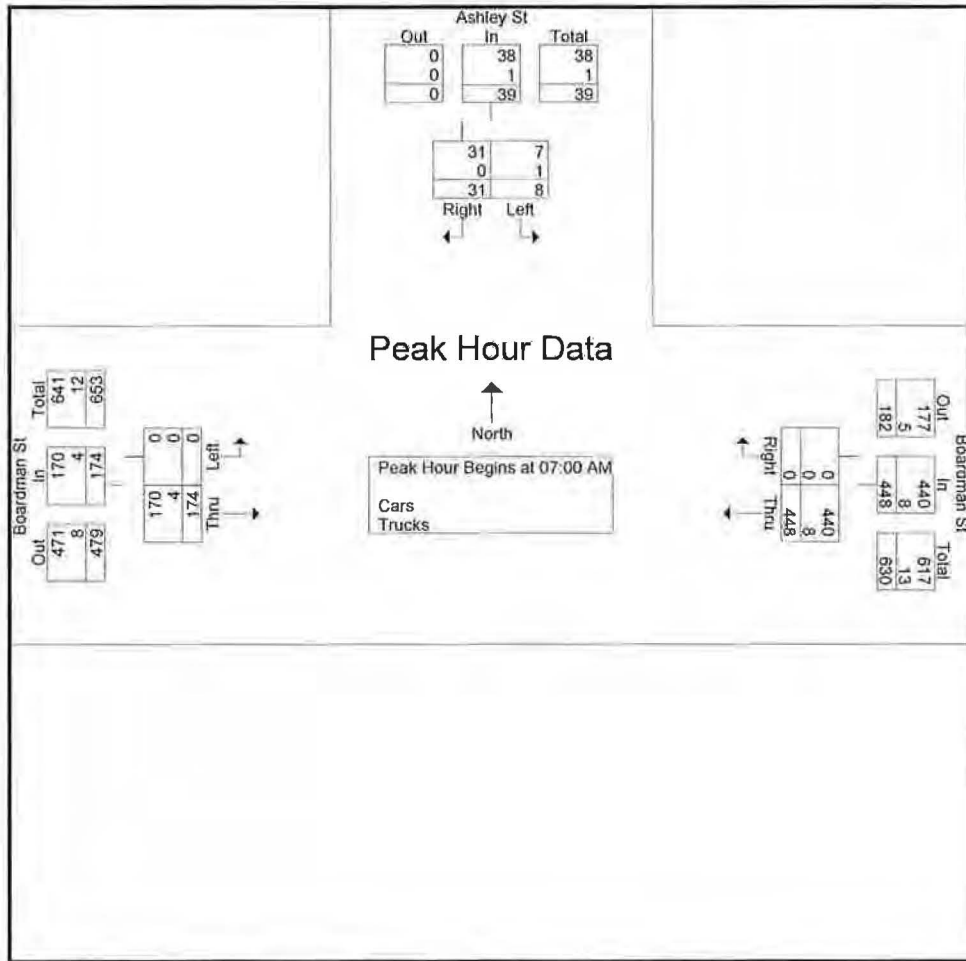 Ashley St
Out In Total
0 38 38
0 1 1
0 39 39
31 7
0 1
31 8
Right Left
Peak Hour Data
North
Peak Hour Begins at 07:00 AM
Cars
Trucks
Boardman St
Out In Total
471 170 641
8 4 12
479 174 653
Left Thru
0 170
0 4
0 174
Boardman St
Out In Total
177 440 617
5 8 13
182 448 630
Right Thru
0 440
0 8
0 448